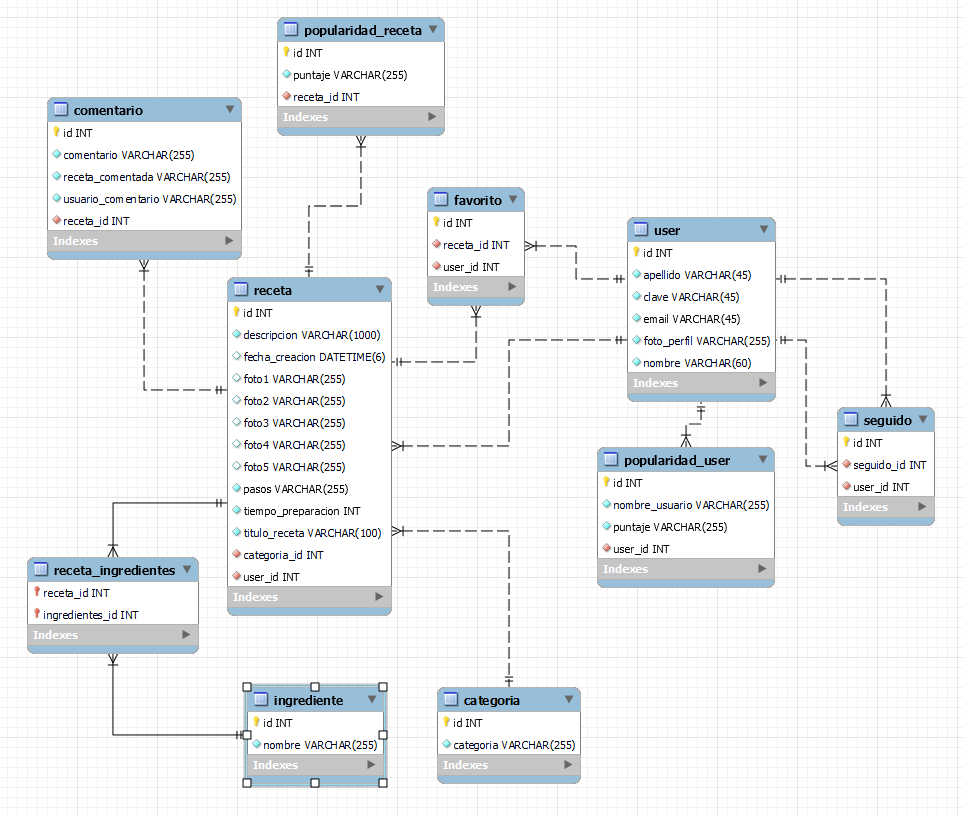 popularidad_receta
id INT
puntaje VARCHAR(255)
receta_id INT
Indexes
comentario
id INT
comentario VARCHAR(255)
receta_comentada VARCHAR(255)
usuario_comentario VARCHAR(255)
receta_id INT
Indexes
favorito
id INT
receta_id INT
user_id INT
Indexes
user
id INT
apellido VARCHAR(45)
clave VARCHAR(45)
email VARCHAR(45)
foto_perfil VARCHAR(255)
nombre VARCHAR(60)
Indexes
receta
id INT
descripcion VARCHAR(1000)
fecha_creacion DATETIME(6)
foto1 VARCHAR(255)
foto2 VARCHAR(255)
foto3 VARCHAR(255)
foto4 VARCHAR(255)
foto5 VARCHAR(255)
pasos VARCHAR(255)
tiempo_preparacion INT
titulo_receta VARCHAR(100)
categoria_id INT
user_id INT
Indexes
seguido
id INT
seguido_id INT
user_id INT
Indexes
popularidad_user
id INT
nombre_usuario VARCHAR(255)
puntaje VARCHAR(255)
user_id INT
Indexes
receta_ingredientes
receta_id INT
ingredientes_id INT
Indexes
ingrediente
id INT
nombre VARCHAR(255)
Indexes
categoria
id INT
categoria VARCHAR(255)
Indexes